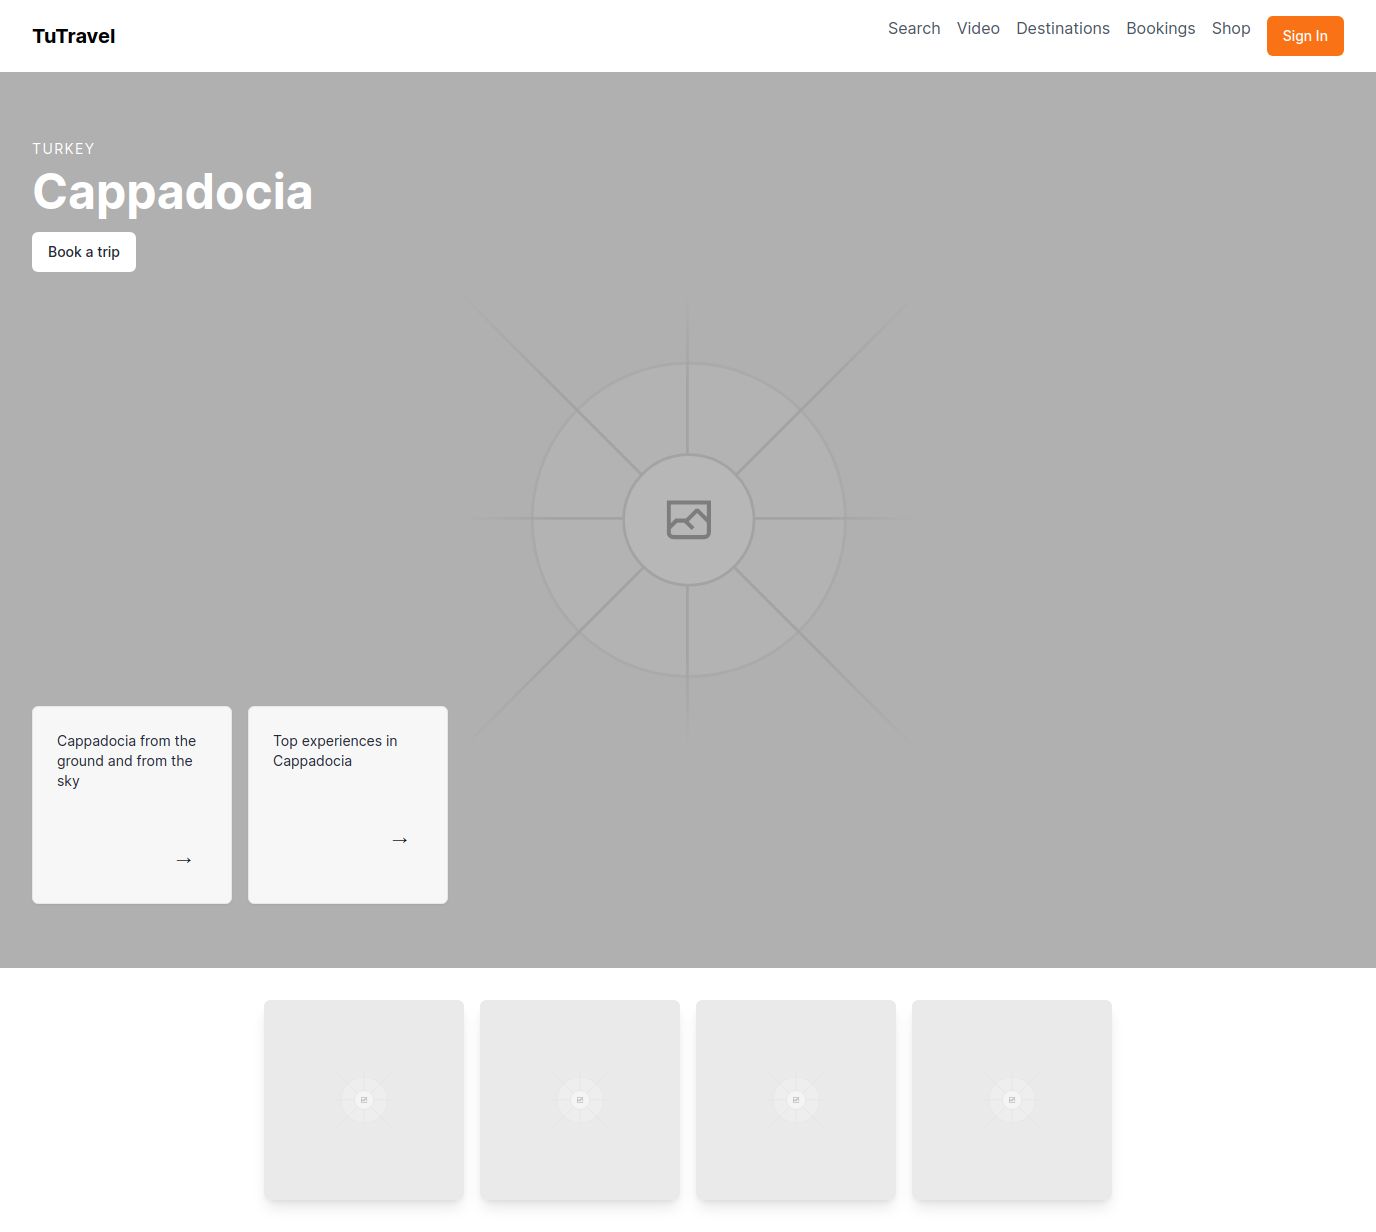 TuTravel
Search Video Destinations Bookings Shop Sign In
TURKEY
Cappadocia
Book a trip
Cappadocia from the
ground and from the
sky
→
Top experiences in
Cappadocia
→